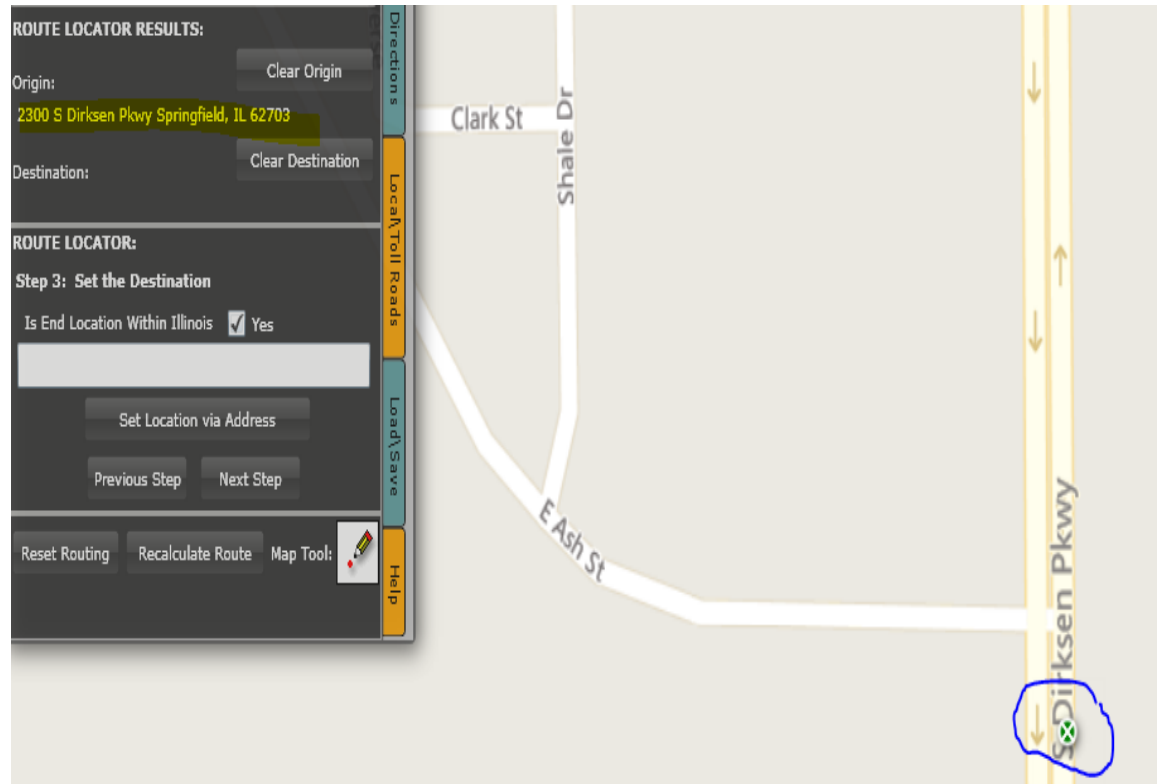 ROUTE LOCATOR RESULTS:
Clear Origin
Origin:
2300 S Dirksen Pkwy Springfield, IL 62703
Clear Destination
Destination:
ROUTE LOCATOR:
Step 3: Set the Destination
Is End Location Within Illinois Yes
Set Location via Address
Previous Step Next Step
Reset Routing Recalculate Route Map Tool:
Directions
Local\Toll Roads
Load\Save
Help
Clark St
Shale Dr
E Ash St
S Dirksen Pkwy